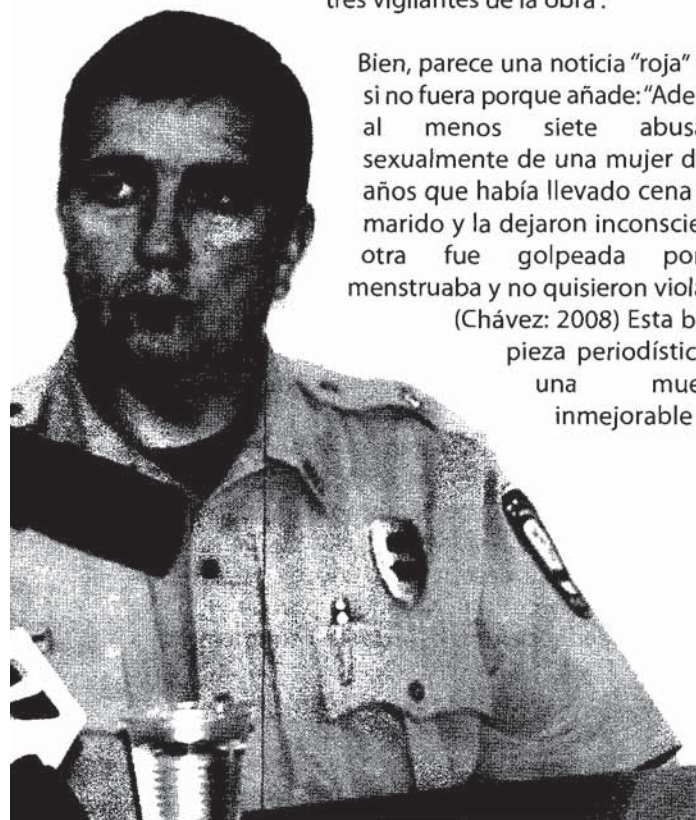 tres vigilantes de la obra".
Bien, parece una noticia "roja"
si no fuera porque añade: "Ade
al menos siete abusa
sexualmente de una mujer d
años que había llevado cena
marido y la dejaron inconscie
otra fue golpeada por
menstruaba y no quisieron viola
(Chávez: 2008) Esta b
pieza periodístic
una mue
inmejorable